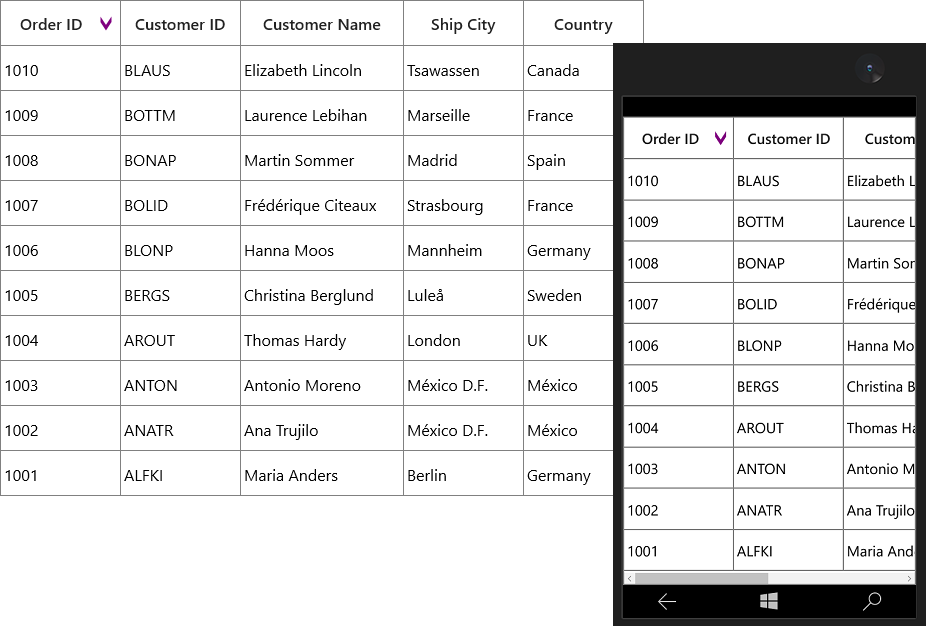 Order ID Customer ID Customer Name Ship City Country
1010 BLAUS Elizabeth Lincoln Tsawassen Canada
1009 BOTTM Laurence Lebihan Marseille France
1008 BONAP Martin Sommer Madrid Spain
1007 BOLID Frédérique Citeaux Strasbourg France
1006 BLONP Hanna Moos Mannheim Germany
1005 BERGS Christina Berglund Luleå Sweden
1004 AROUT Thomas Hardy London UK
1003 ANTON Antonio Moreno México D.F. México
1002 ANATR Ana Trujilo México D.F. México
1001 ALFKI Maria Anders Berlin Germany
Order ID Customer ID Custom
1010 BLAUS Elizabeth L
1009 BOTTM Laurence L
1008 BONAP Martin Sor
1007 BOLID Frédérique
1006 BLONP Hanna Mo
1005 BERGS Christina B
1004 AROUT Thomas Ha
1003 ANTON Antonio M
1002 ANATR Ana Trujilo
1001 ALFKI Maria And